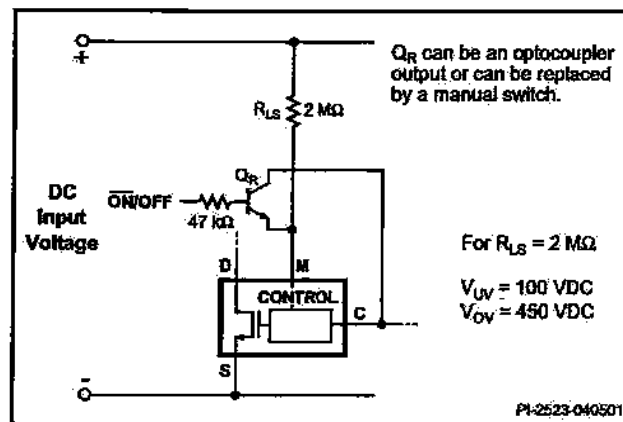 +
QR can be an optocoupler
output or can be replaced
by a manual switch.
RLS
2 MΩ
QR
DC
Input
Voltage
ON/OFF
47 kΩ
For RLS = 2 MΩ
VUV = 100 VDC
VOV = 450 VDC
D
M
CONTROL
C
S
-
PI-2523-040501